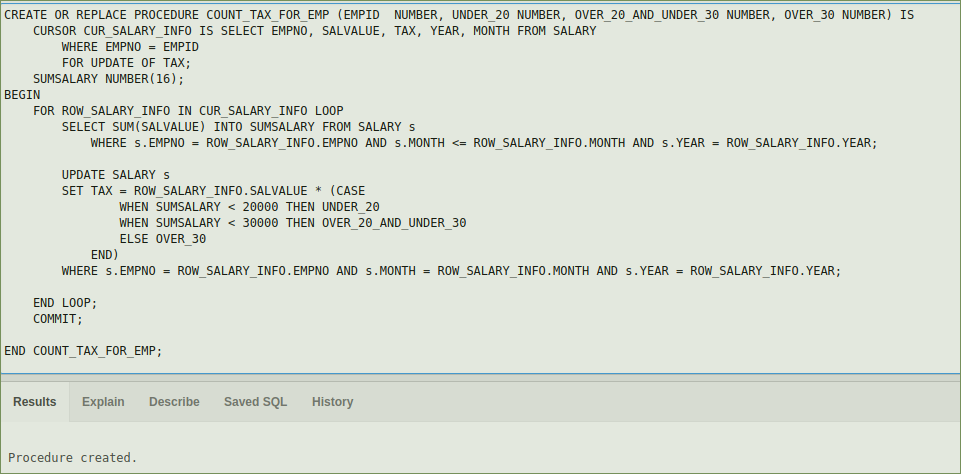 CREATE OR REPLACE PROCEDURE COUNT_TAX_FOR_EMP (EMPID  NUMBER, UNDER_20 NUMBER, OVER_20_AND_UNDER_30 NUMBER, OVER_30 NUMBER) IS
    CURSOR CUR_SALARY_INFO IS SELECT EMPNO, SALVALUE, TAX, YEAR, MONTH FROM SALARY
        WHERE EMPNO = EMPID
        FOR UPDATE OF TAX;
    SUMSALARY NUMBER(16);
BEGIN
    FOR ROW_SALARY_INFO IN CUR_SALARY_INFO LOOP
        SELECT SUM(SALVALUE) INTO SUMSALARY FROM SALARY s
            WHERE s.EMPNO = ROW_SALARY_INFO.EMPNO AND s.MONTH <= ROW_SALARY_INFO.MONTH AND s.YEAR = ROW_SALARY_INFO.YEAR;
        UPDATE SALARY s
        SET TAX = ROW_SALARY_INFO.SALVALUE * (CASE
                WHEN SUMSALARY < 20000 THEN UNDER_20
                WHEN SUMSALARY < 30000 THEN OVER_20_AND_UNDER_30
                ELSE OVER_30
            END)
        WHERE s.EMPNO = ROW_SALARY_INFO.EMPNO AND s.MONTH = ROW_SALARY_INFO.MONTH AND s.YEAR = ROW_SALARY_INFO.YEAR;
    END LOOP;
    COMMIT;
END COUNT_TAX_FOR_EMP;
Results Explain Describe Saved SQL History
Procedure created.